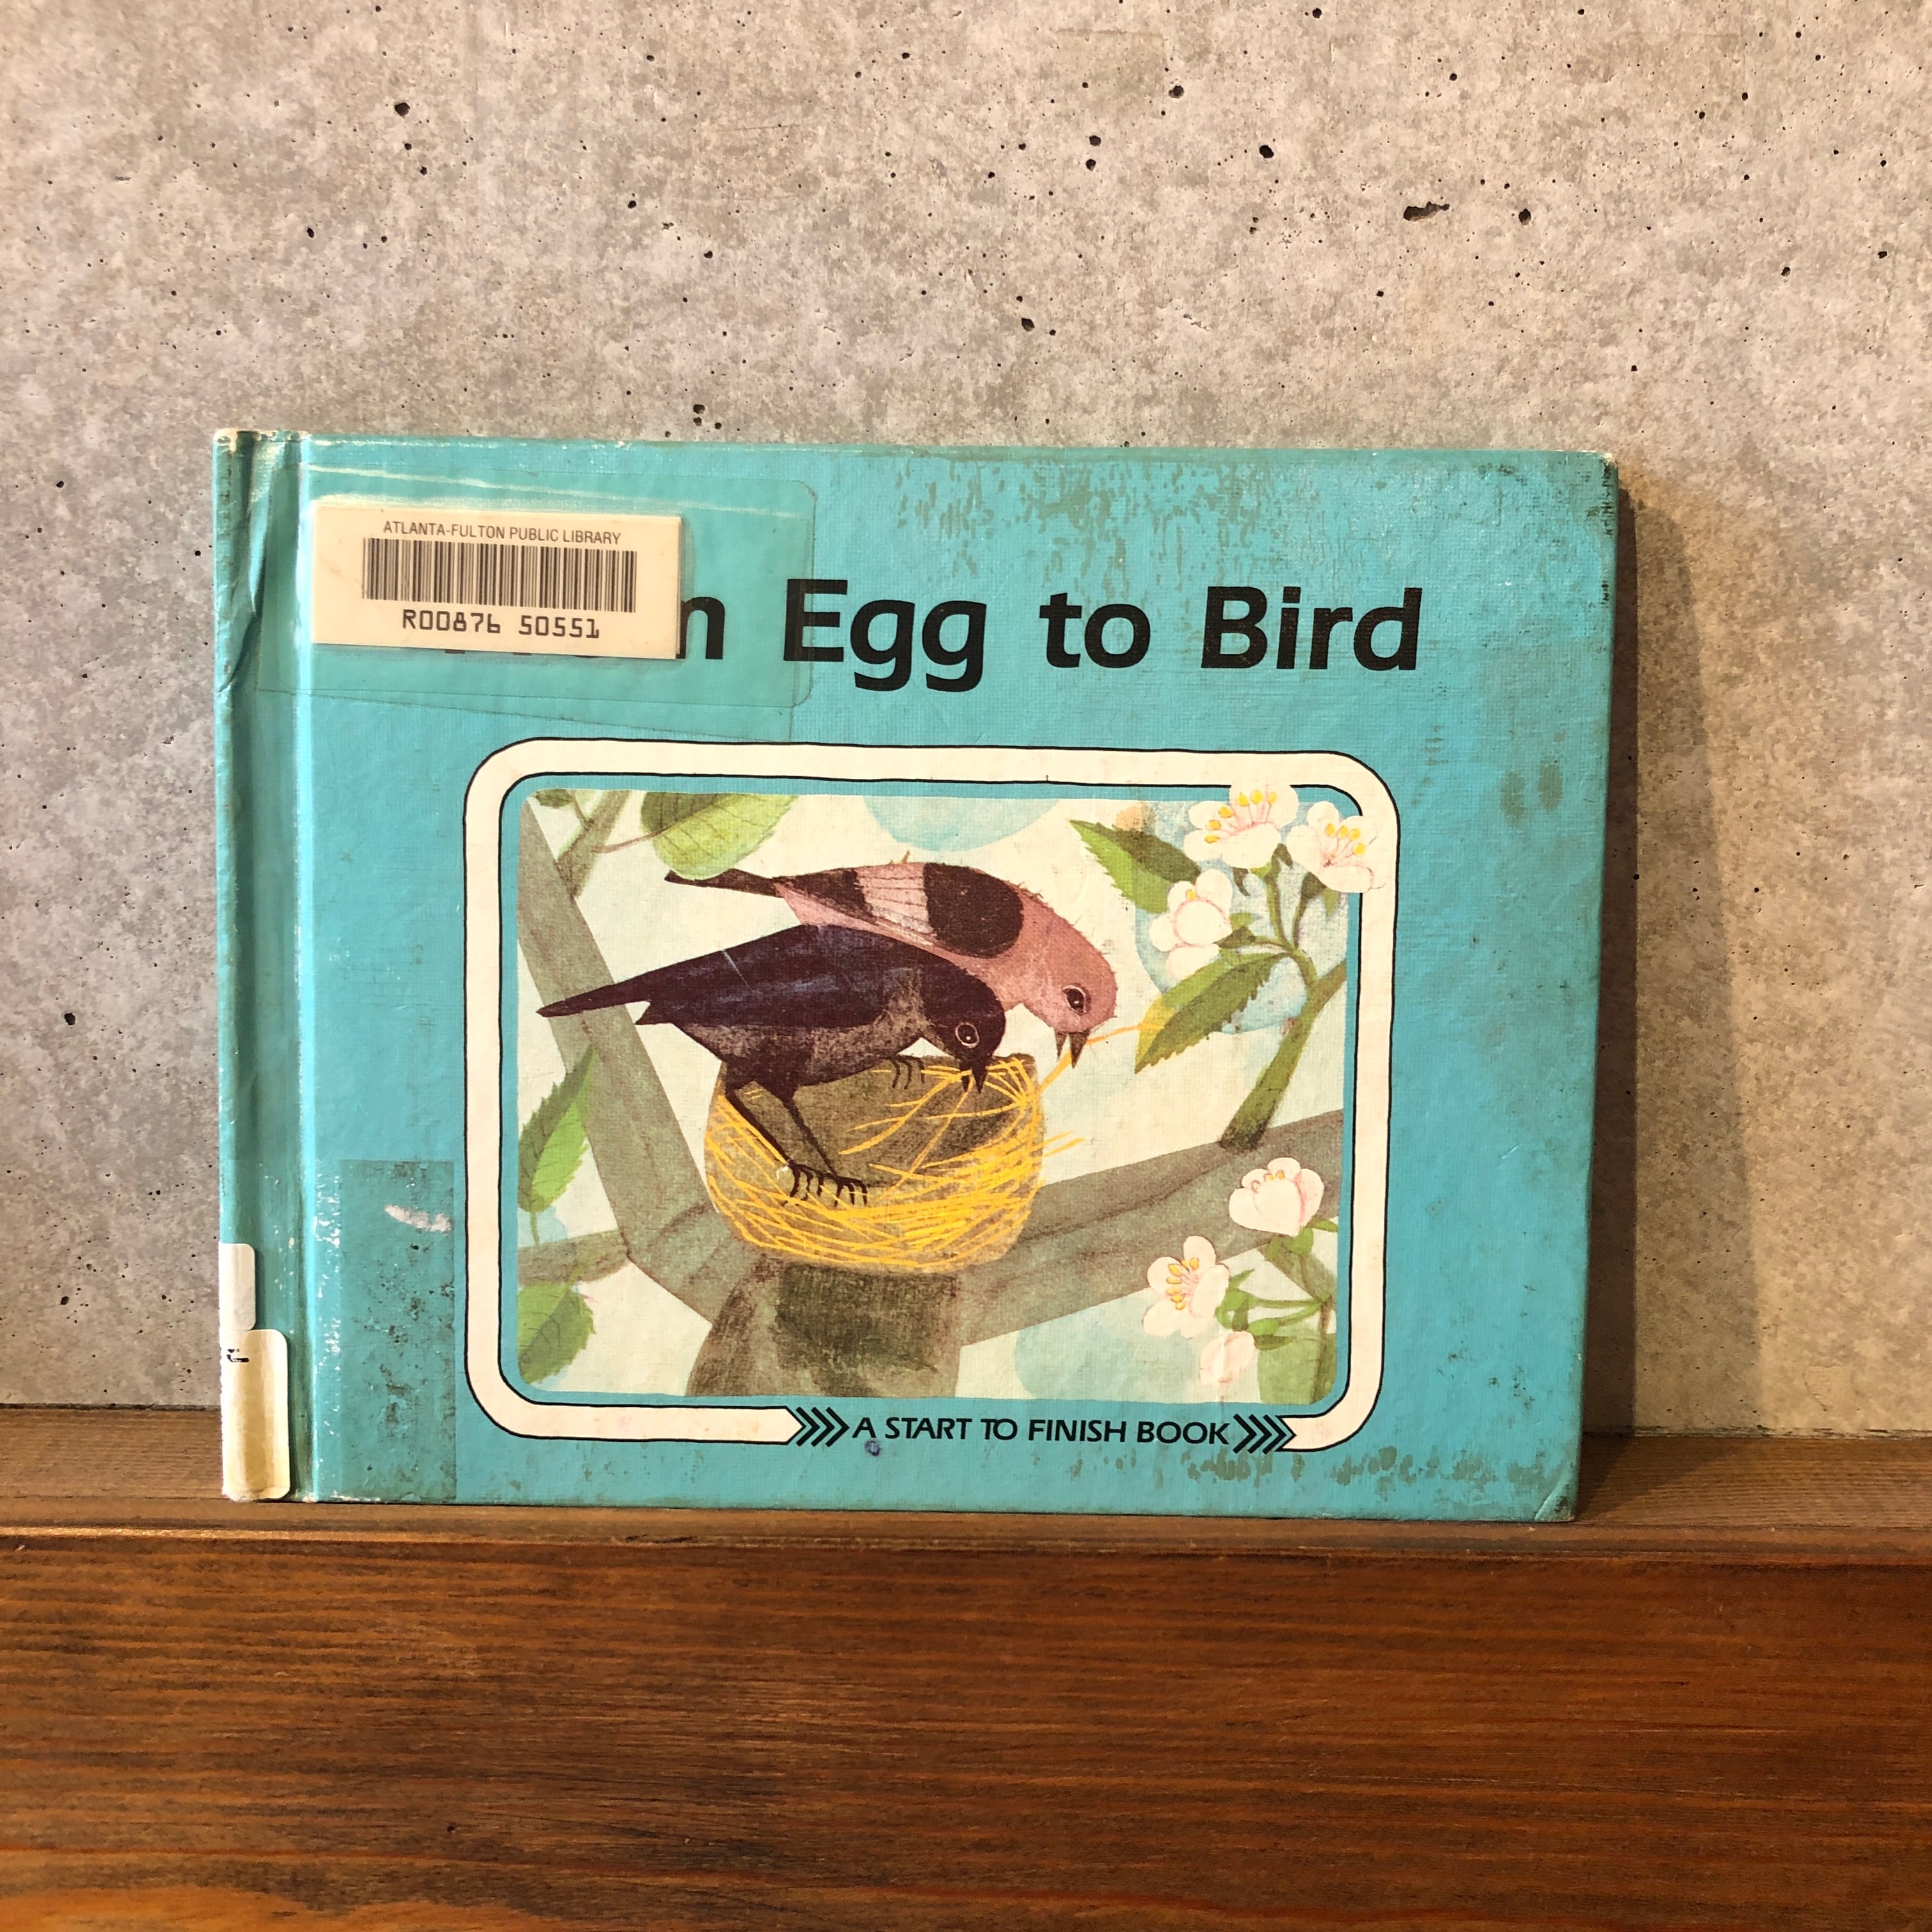 ATLANTA-FULTON PUBLIC LIBRARY
R00876 50551
Egg to Bird
A START TO FINISH BOOK